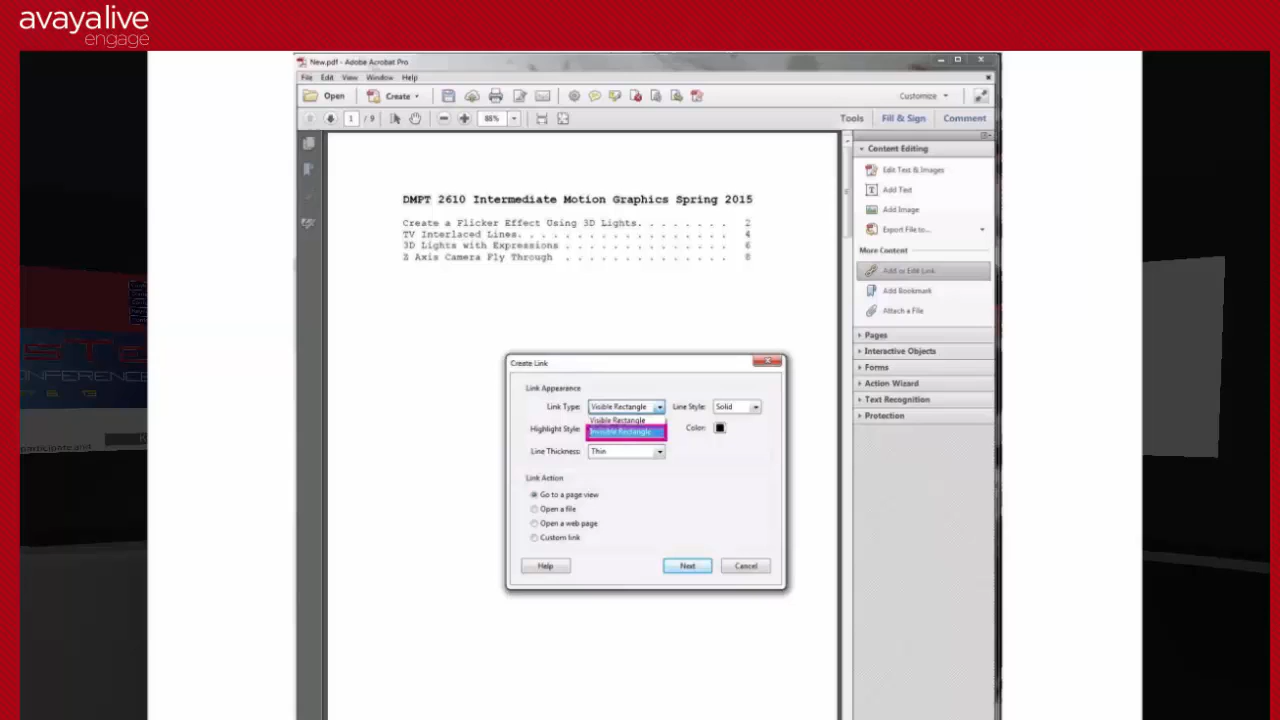 avayalive
engage
New.pdf - Adobe Acrobat Pro
File Edit View Window Help
Open Create Customize
1 / 9 88% Tools Fill & Sign Comment
Content Editing
Edit Text & Images
Add Text
Add Image
Export File to...
More Content
Add or Edit Link
Add Bookmark
Attach a File
Pages
Interactive Objects
Forms
Action Wizard
Text Recognition
Protection
DMPT 2610 Intermediate Motion Graphics Spring 2015
Create a Flicker Effect Using 3D Lights. . . . . . . . 2
TV Interlaced Lines. . . . . . . . . . . . . . . . . . 4
3D Lights with Expressions . . . . . . . . . . . . . . 6
Z Axis Camera Fly Through . . . . . . . . . . . . . . 8
Create Link
Link Appearance
Link Type: Visible Rectangle Line Style: Solid
Visible Rectangle
Invisible Rectangle
Highlight Style: Color:
Line Thickness: Thin
Link Action
Go to a page view
Open a file
Open a web page
Custom link
Help Next Cancel
ONFERENCE
participate and